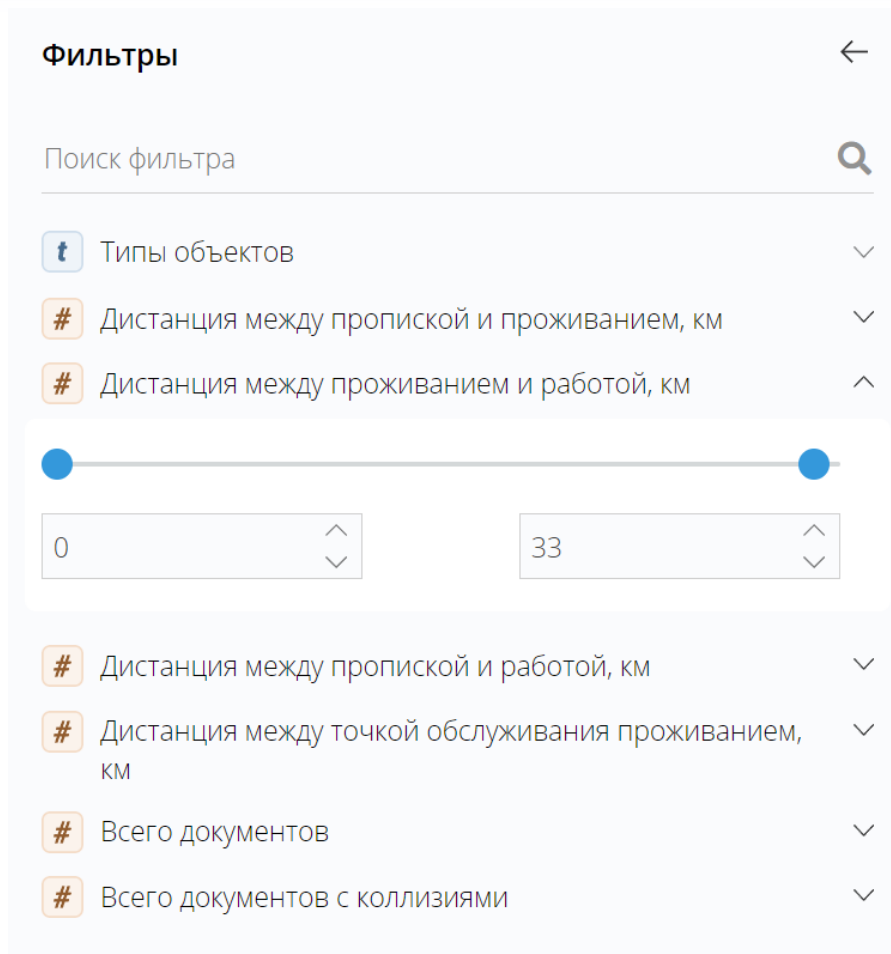 Фильтры
Поиск фильтра
t Типы объектов
# Дистанция между пропиской и проживанием, км
# Дистанция между проживанием и работой, км
0 33
# Дистанция между пропиской и работой, км
# Дистанция между точкой обслуживания проживанием,
км
# Всего документов
# Всего документов с коллизиями